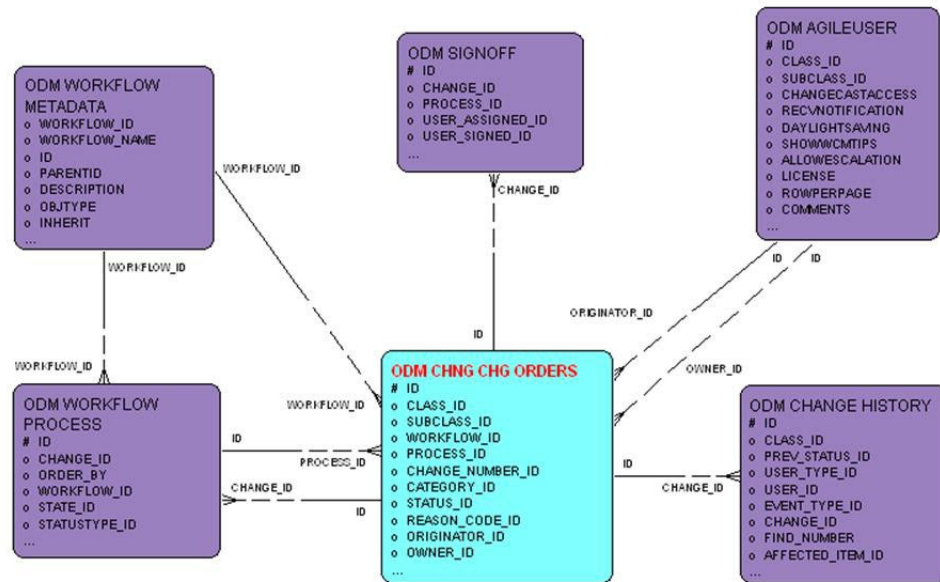 ODM WORKFLOW
METADATA
o WORKFLOW_ID
o WORKFLOW_NAME
o ID
o PARENTID
o DESCRIPTION
o OBJTYPE
o INHERIT
...
ODM SIGNOFF
# ID
o CHANGE_ID
o PROCESS_ID
o USER_ASSIGNED_ID
o USER_SIGNED_ID
...
ODM AGILEUSER
# ID
o CLASS_ID
o SUBCLASS_ID
o CHANGECASTACCESS
o RECVNOTIFICATION
o DAYLIGHTSAVING
o SHOWWCMTIPS
o ALLOWESCALATION
o LICENSE
o ROWPERPAGE
o COMMENTS
...
WORKFLOW_ID
CHANGE_ID
WORKFLOW_ID
ID
ID
ORIGINATOR_ID
ID
WORKFLOW_ID
OWNER_ID
WORKFLOW_ID
ODM WORKFLOW
PROCESS
# ID
o CHANGE_ID
o ORDER_BY
o WORKFLOW_ID
o STATE_ID
o STATUSTYPE_ID
...
ID
PROCESS_ID
CHANGE_ID
ID
ODM CHNG CHG ORDERS
# ID
o CLASS_ID
o SUBCLASS_ID
o WORKFLOW_ID
o PROCESS_ID
o CHANGE_NUMBER_ID
o CATEGORY_ID
o STATUS_ID
o REASON_CODE_ID
o ORIGINATOR_ID
o OWNER_ID
...
ID
CHANGE_ID
ODM CHANGE HISTORY
# ID
o CLASS_ID
o PREV_STATUS_ID
o USER_TYPE_ID
o USER_ID
o EVENT_TYPE_ID
o CHANGE_ID
o FIND_NUMBER
o AFFECTED_ITEM_ID
...